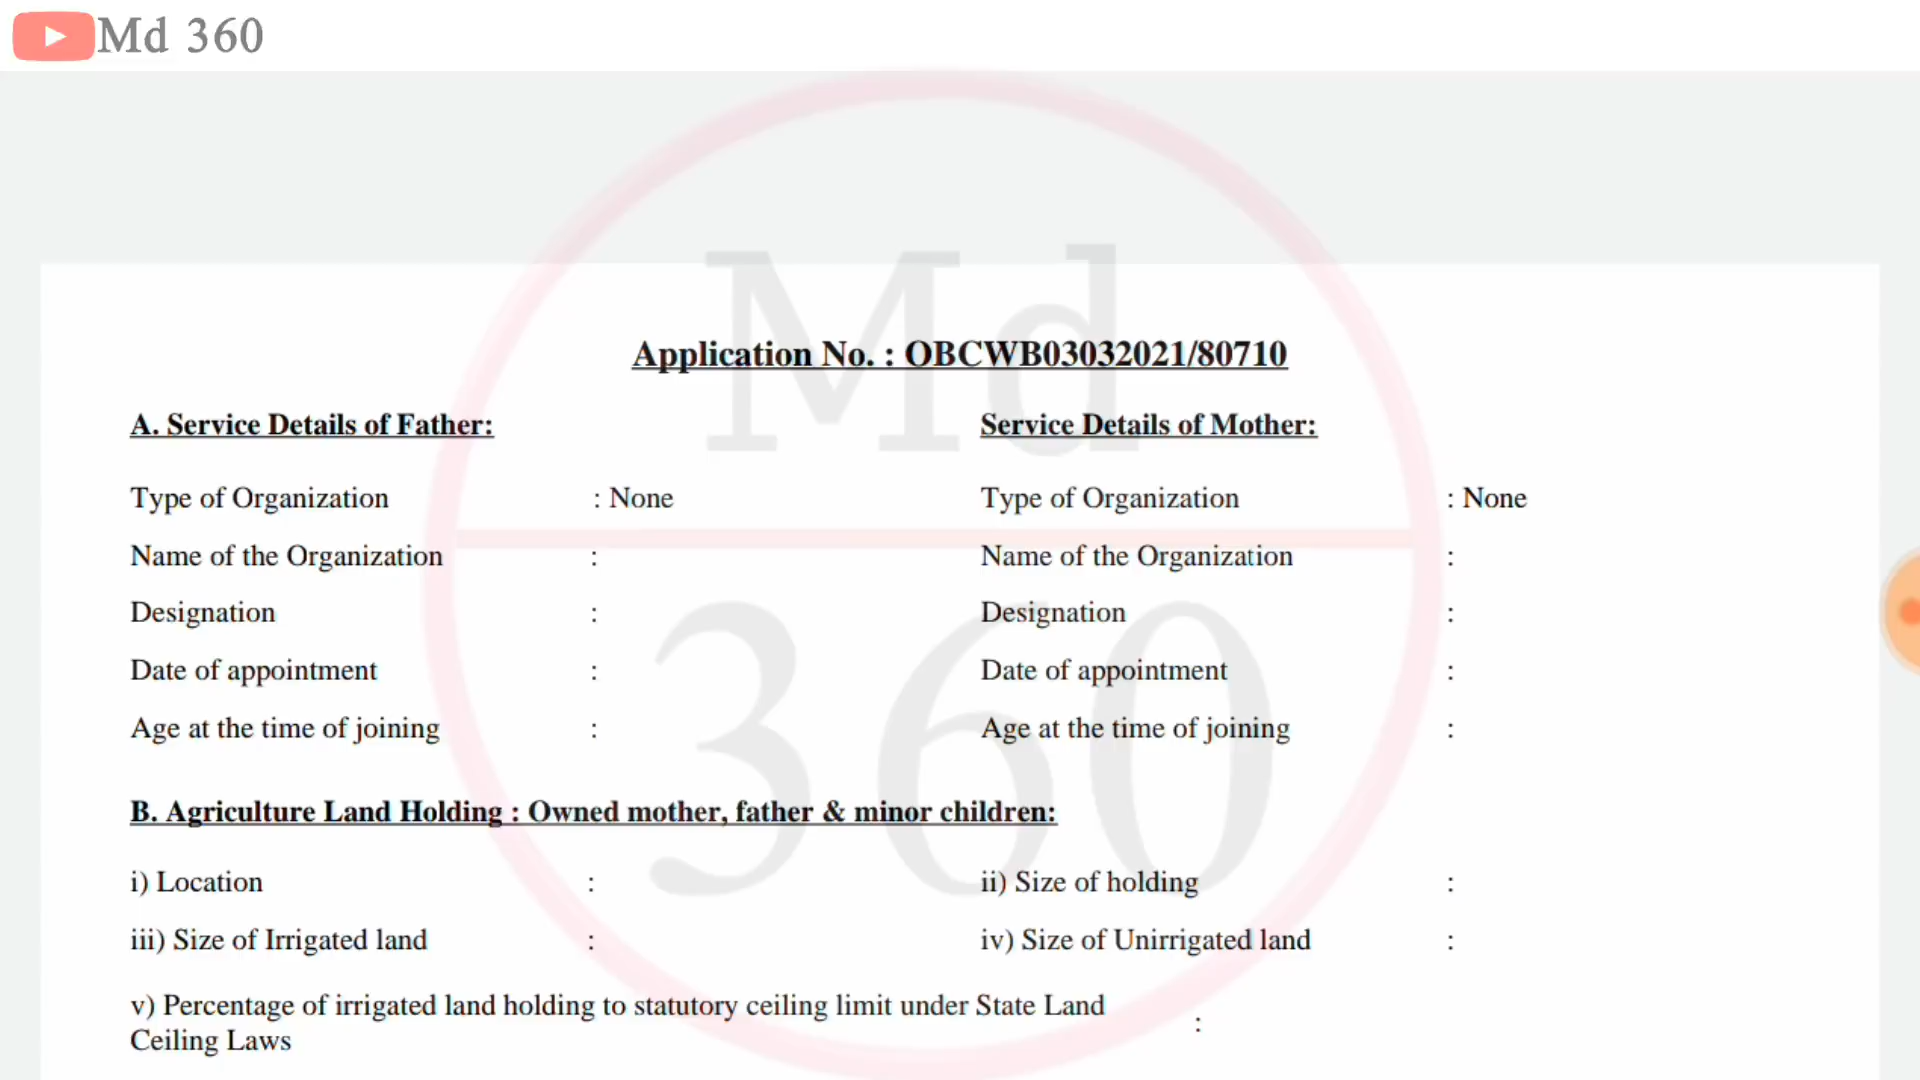 Md 360
Md
360
Application No. : OBCWB03032021/80710
A. Service Details of Father: Service Details of Mother:
Type of Organization : None Type of Organization : None
Name of the Organization : Name of the Organization :
Designation : Designation :
Date of appointment : Date of appointment :
Age at the time of joining : Age at the time of joining :
B. Agriculture Land Holding : Owned mother, father & minor children:
i) Location : ii) Size of holding :
iii) Size of Irrigated land : iv) Size of Unirrigated land :
v) Percentage of irrigated land holding to statutory ceiling limit under State Land
Ceiling Laws :